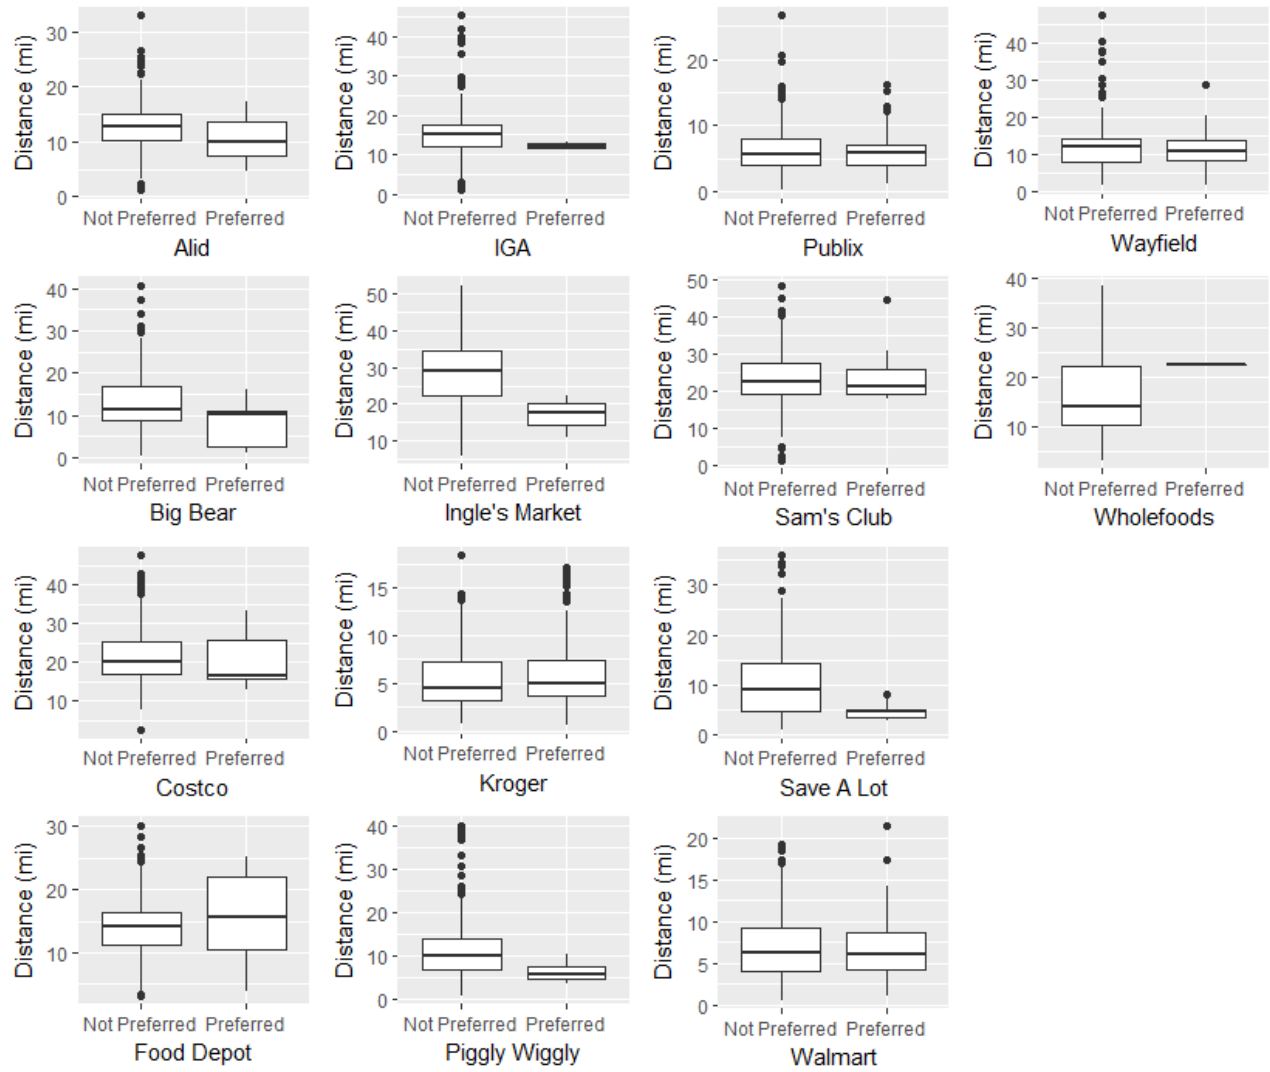 Distance (mi)
30
20
10
0
Not Preferred Preferred
Alid
Distance (mi)
40
30
20
10
0
Not Preferred Preferred
IGA
Distance (mi)
20
10
0
Not Preferred Preferred
Publix
Distance (mi)
40
30
20
10
0
Not Preferred Preferred
Wayfield
Distance (mi)
40
30
20
10
0
Not Preferred Preferred
Big Bear
Distance (mi)
50
40
30
20
10
Not Preferred Preferred
Ingle's Market
Distance (mi)
50
40
30
20
10
0
Not Preferred Preferred
Sam's Club
Distance (mi)
40
30
20
10
Not Preferred Preferred
Wholefoods
Distance (mi)
40
30
20
10
Not Preferred Preferred
Costco
Distance (mi)
15
10
5
0
Not Preferred Preferred
Kroger
Distance (mi)
30
20
10
0
Not Preferred Preferred
Save A Lot
Distance (mi)
30
20
10
Not Preferred Preferred
Food Depot
Distance (mi)
40
30
20
10
0
Not Preferred Preferred
Piggly Wiggly
Distance (mi)
20
15
10
5
0
Not Preferred Preferred
Walmart